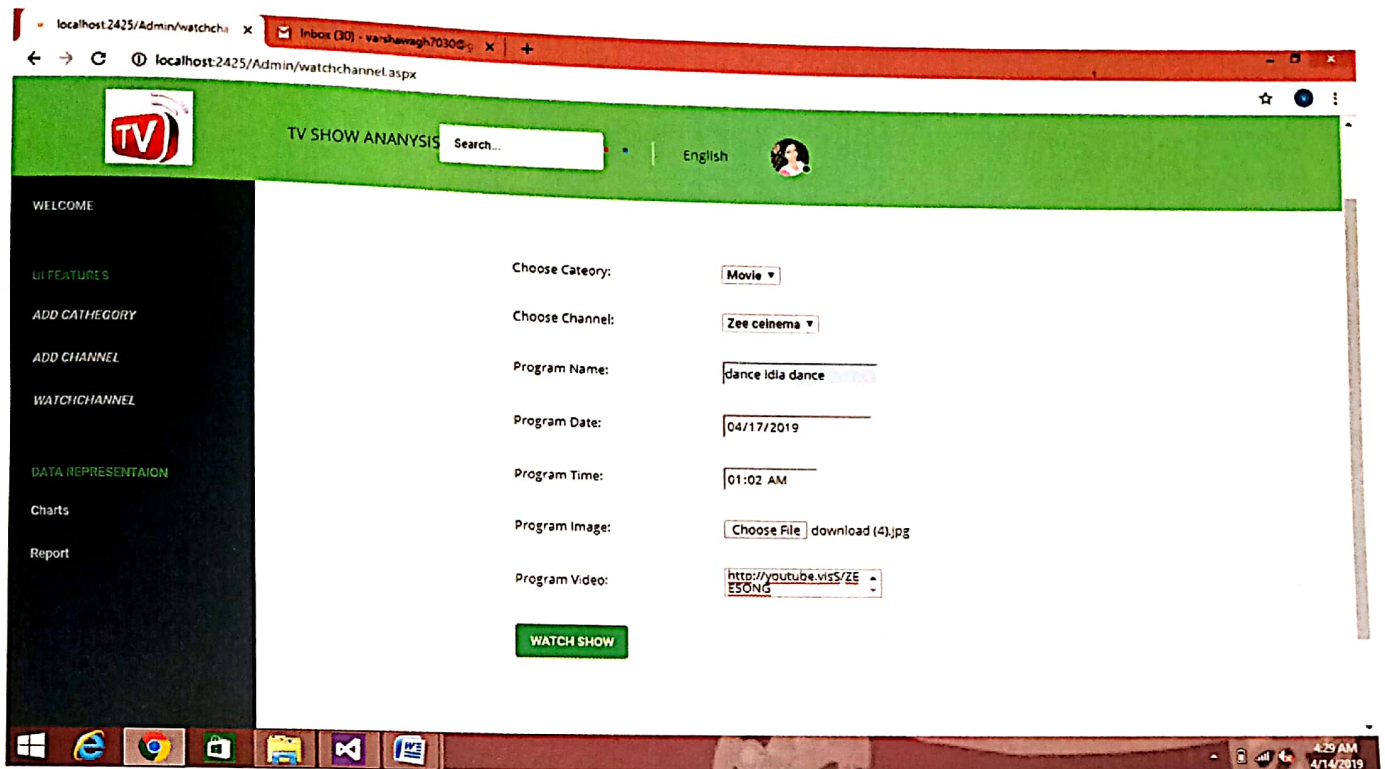 localhost:2425/Admin/watchcha × Inbox (30) - varshawagh7030@g × +
localhost:2425/Admin/watchchannel.aspx
TV
TV SHOW ANANYSIS Search... English
WELCOME
UI FEATURES
ADD CATHEGORY
ADD CHANNEL
WATCHCHANNEL
DATA REPRESENTAION
Charts
Report
Choose Cateory: Movie
Choose Channel: Zee ceinema
Program Name: dance idia dance
Program Date: 04/17/2019
Program Time: 01:02 AM
Program Image: Choose File download (4).jpg
Program Video: http://youtube.visS/ZE
ESONG
WATCH SHOW
4:29 AM
4/14/2019